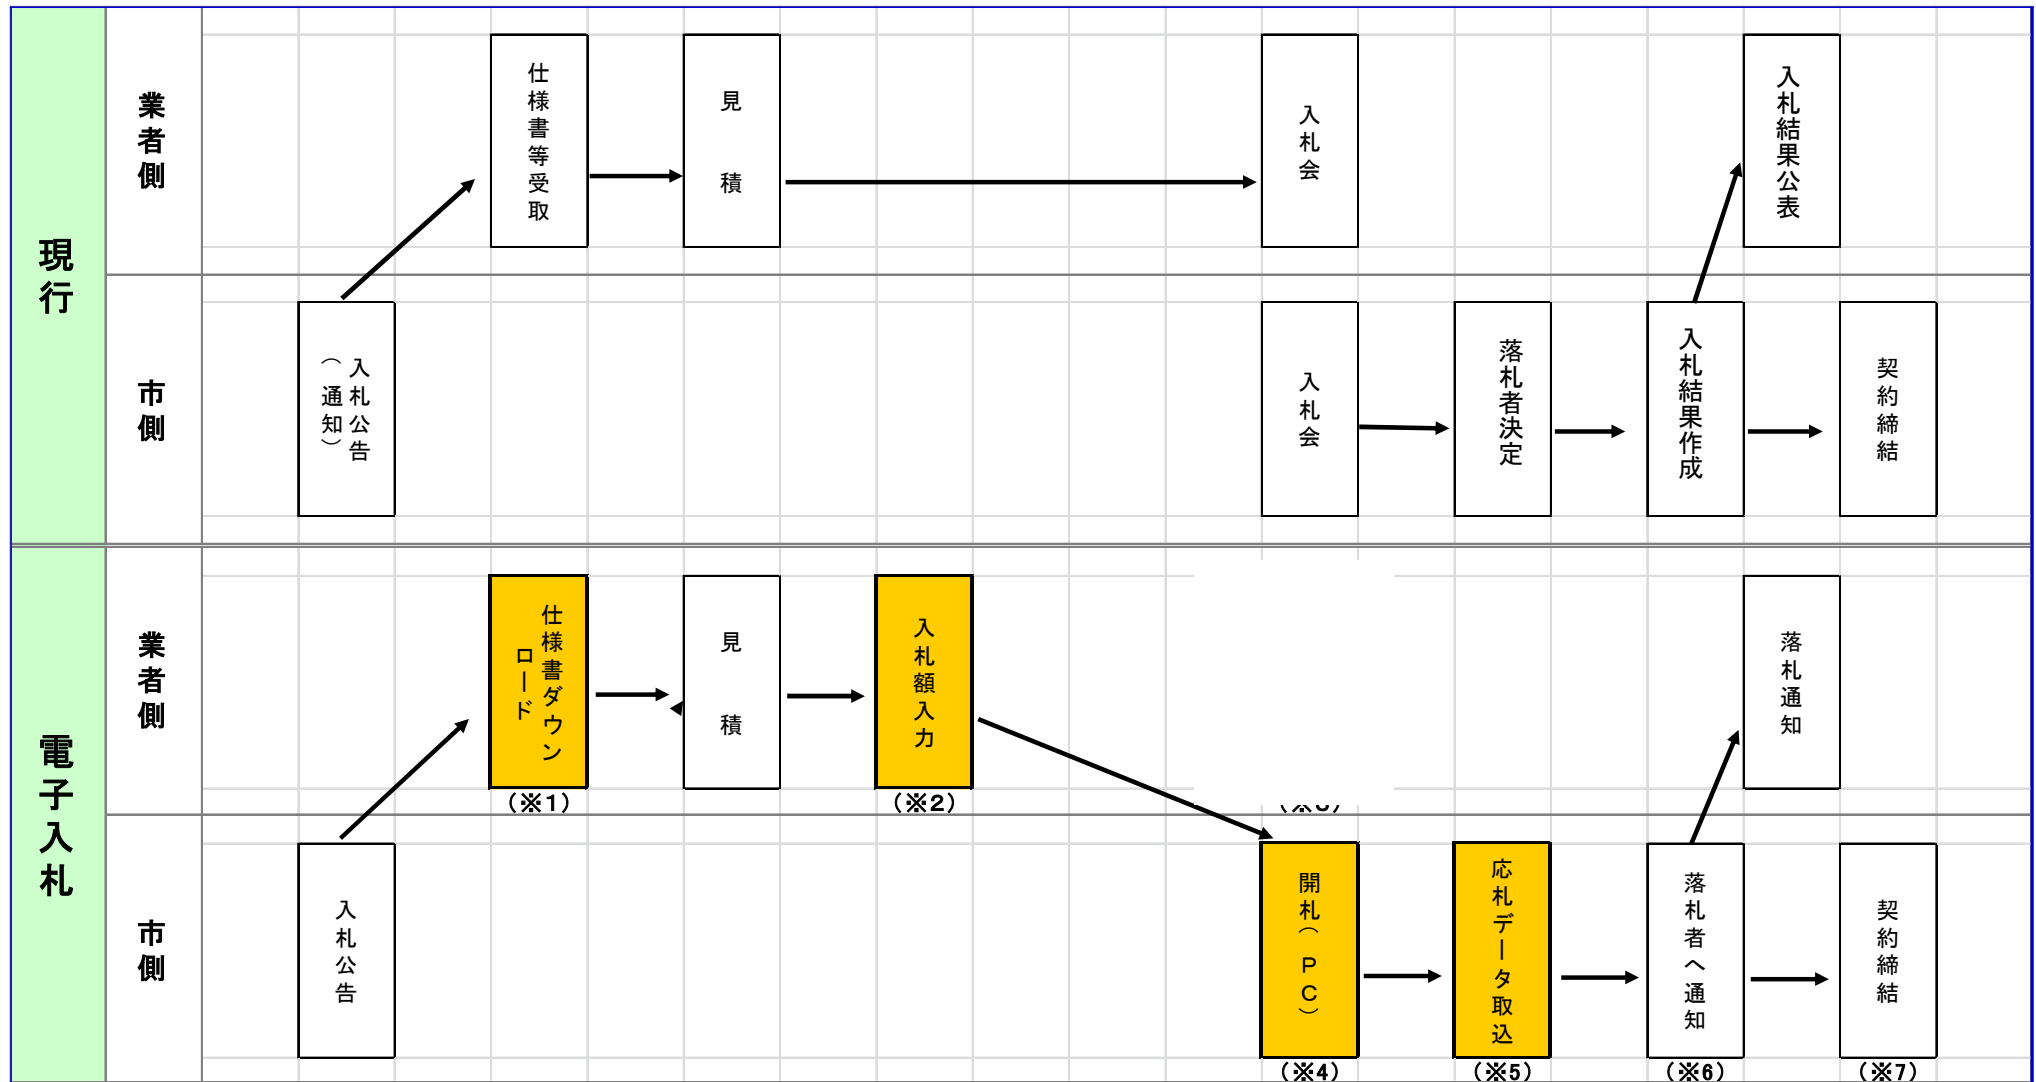 現行
業者側
仕様書等受取
見積
入札会
入札結果公表
市側
入札公告
（通知）
入札会
落札者決定
入札結果作成
契約締結
電子入札
業者側
仕様書ダウン
ロード
（※1）
見積
入札額入力
（※2）
落札通知
市側
入札公告
開札（PC）
（※4）
応札データ取込
（※5）
落札者へ通知
（※6）
契約締結
（※7）